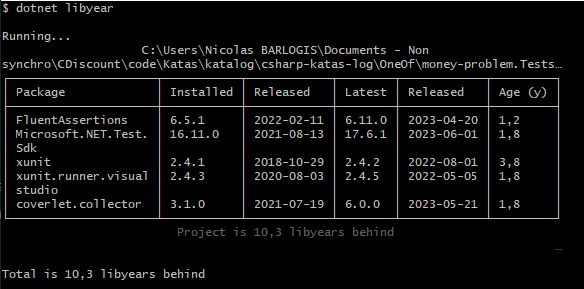 $ dotnet libyear
Running...
C:\Users\Nicolas BARLOGIS\Documents - Non
synchro\CDiscount\code\Katas\katalog\csharp-katas-log\OneOf\money-problem.Tests…
Package Installed Released Latest Released Age (y)
FluentAssertions 6.5.1 2022-02-11 6.11.0 2023-04-20 1,2
Microsoft.NET.Test. 16.11.0 2021-08-13 17.6.1 2023-06-01 1,8
Sdk
xunit 2.4.1 2018-10-29 2.4.2 2022-08-01 3,8
xunit.runner.visual 2.4.3 2020-08-03 2.4.5 2022-05-05 1,8
studio
coverlet.collector 3.1.0 2021-07-19 6.0.0 2023-05-21 1,8
Project is 10,3 libyears behind
…
Total is 10,3 libyears behind